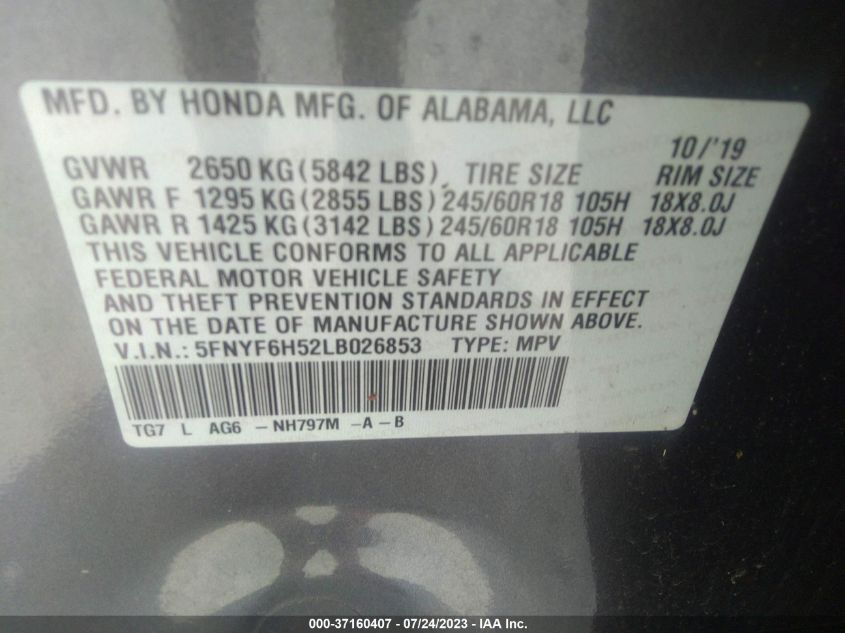 MFD. BY HONDA MFG. OF ALABAMA, LLC
10/'19
GVWR 2650 KG(5842 LBS), TIRE SIZE RIM SIZE
GAWR F 1295 KG(2855 LBS) 245/60R18 105H 18X8.0J
GAWR R 1425 KG(3142 LBS) 245/60R18 105H 18X8.0J
THIS VEHICLE CONFORMS TO ALL APPLICABLE
FEDERAL MOTOR VEHICLE SAFETY
AND THEFT PREVENTION STANDARDS IN EFFECT
ON THE DATE OF MANUFACTURE SHOWN ABOVE.
V.I.N.: 5FNYF6H52LB026853 TYPE: MPV
TG7 L AG6 -NH797M -A-B
000-37160407 - 07/24/2023 - IAA Inc.